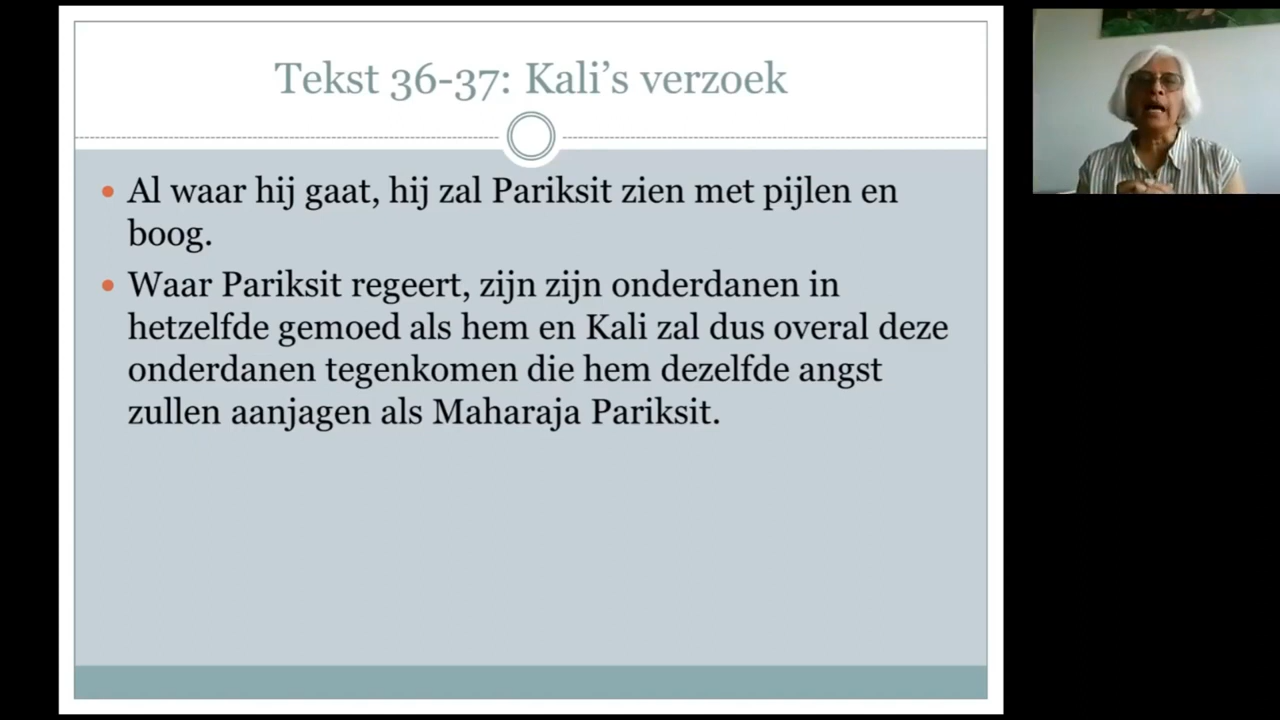 Tekst 36-37: Kali’s verzoek
Al waar hij gaat, hij zal Pariksit zien met pijlen en
boog.
Waar Pariksit regeert, zijn zijn onderdanen in
hetzelfde gemoed als hem en Kali zal dus overal deze
onderdanen tegenkomen die hem dezelfde angst
zullen aanjagen als Maharaja Pariksit.